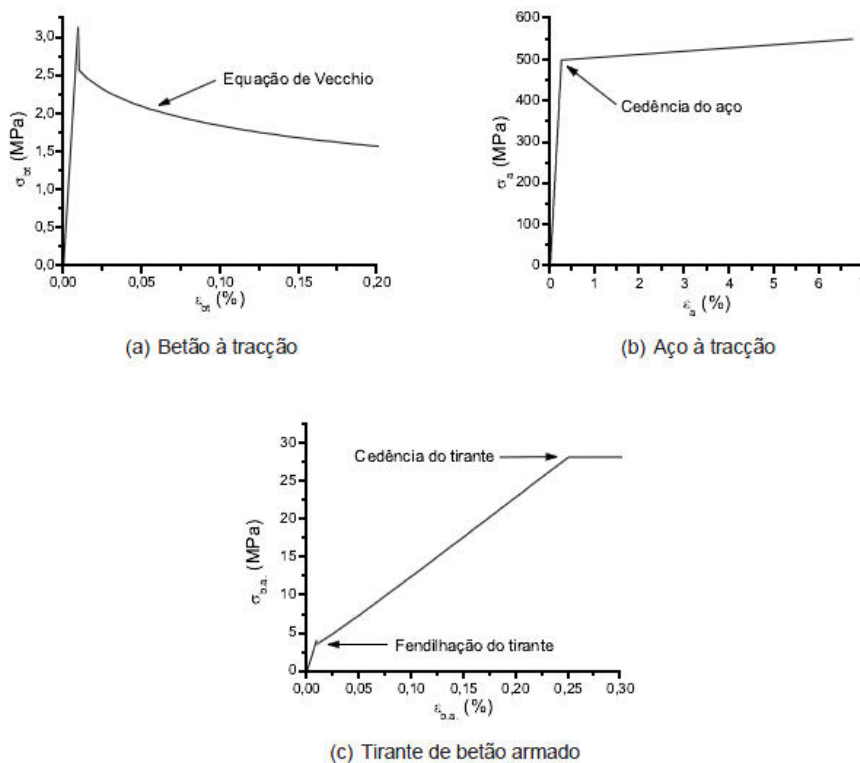 3,0
2,5
2,0
1,5
1,0
0,5
0,0
σbt (MPa)
Equação de Vecchio
0,00 0,05 0,10 0,15 0,20
εbt (%)
(a) Betão à tracção
600
500
400
300
200
100
0
σa (MPa)
Cedência do aço
0 1 2 3 4 5 6
εa (%)
(b) Aço à tracção
30
25
20
15
10
5
0
σb.a. (MPa)
Cedência do tirante
Fendilhação do tirante
0,00 0,05 0,10 0,15 0,20 0,25 0,30
εb.a. (%)
(c) Tirante de betão armado